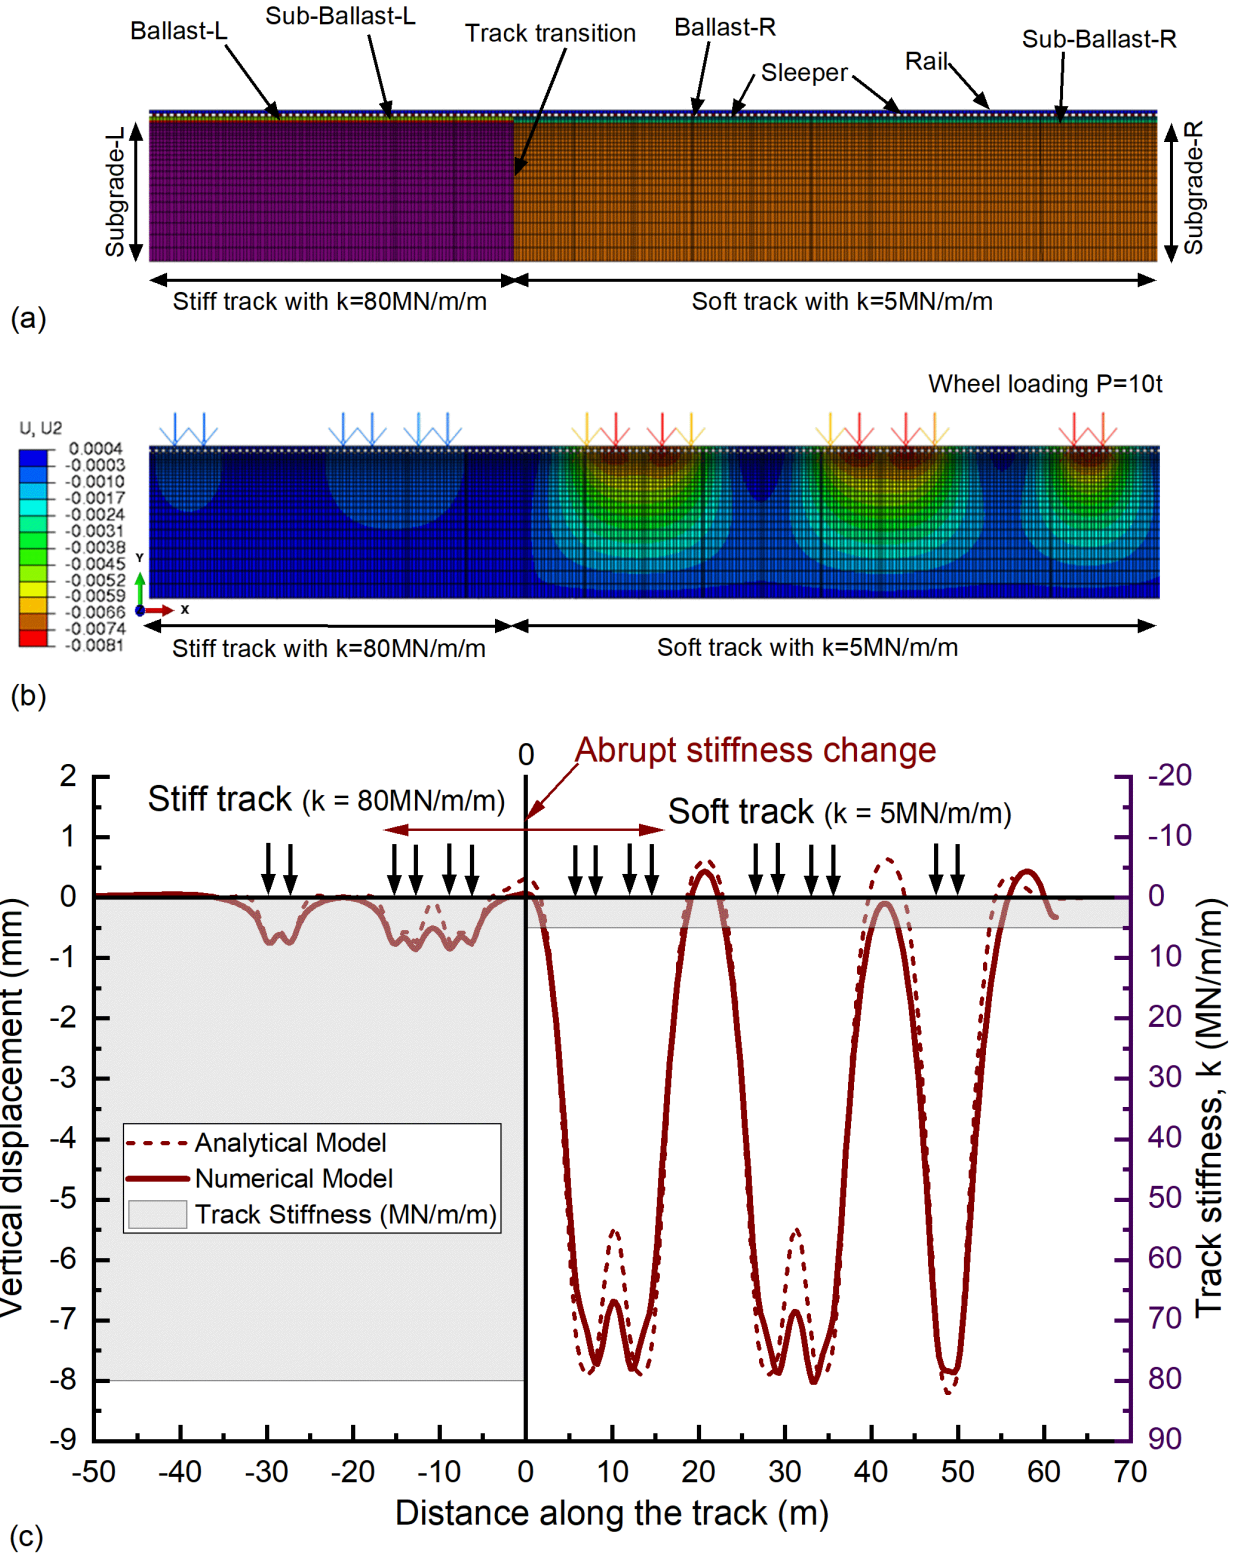 Ballast-L
Sub-Ballast-L
Track transition
Ballast-R
Sleeper
Rail
Sub-Ballast-R
Subgrade-L
Subgrade-R
Stiff track with k=80MN/m/m
Soft track with k=5MN/m/m
(a)
Wheel loading P=10t
U, U2
0.0004
-0.0003
-0.0010
-0.0017
-0.0024
-0.0031
-0.0038
-0.0045
-0.0052
-0.0059
-0.0066
-0.0074
-0.0081
Y
X
Stiff track with k=80MN/m/m
Soft track with k=5MN/m/m
(b)
0
Abrupt stiffness change
Stiff track (k = 80MN/m/m)
Soft track (k = 5MN/m/m)
Vertical displacement (mm)
2
1
0
-1
-2
-3
-4
-5
-6
-7
-8
-9
Analytical Model
Numerical Model
Track Stiffness (MN/m/m)
-20
-10
0
10
20
30
40
50
60
70
80
90
Track stiffness, k (MN/m/m)
-50 -40 -30 -20 -10 0 10 20 30 40 50 60 70
Distance along the track (m)
(c)